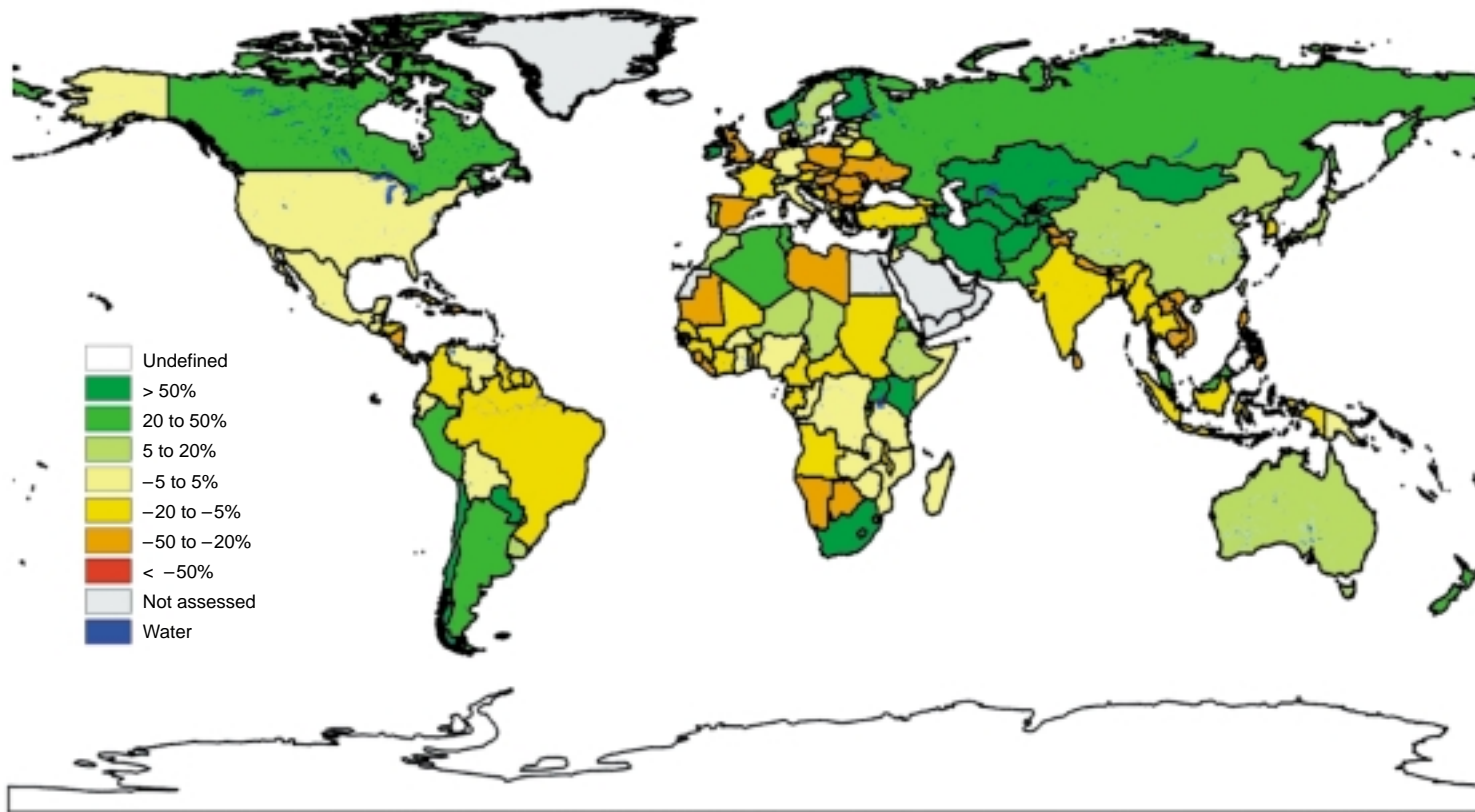 Undefined
> 50%
20 to 50%
5 to 20%
−5 to 5%
−20 to −5%
−50 to −20%
< −50%
Not assessed
Water